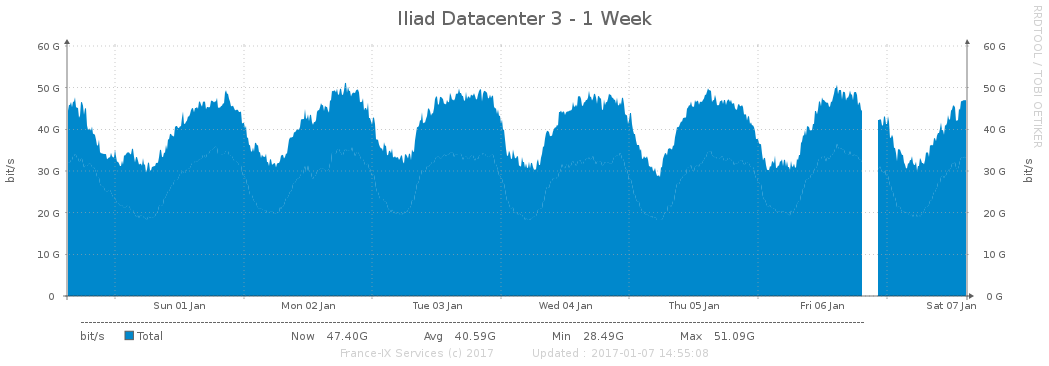 Iliad Datacenter 3 - 1 Week
RRDTOOL / TOBI OETIKER
60 G 60 G
50 G 50 G
40 G 40 G
30 G 30 G
20 G 20 G
10 G 10 G
0 0 G
bit/s bit/s
Sun 01 Jan Mon 02 Jan Tue 03 Jan Wed 04 Jan Thu 05 Jan Fri 06 Jan Sat 07 Jan
bit/s Total Now 47.40G Avg 40.59G Min 28.49G Max 51.09G
France-IX Services (c) 2017 Updated : 2017-01-07 14:55:08